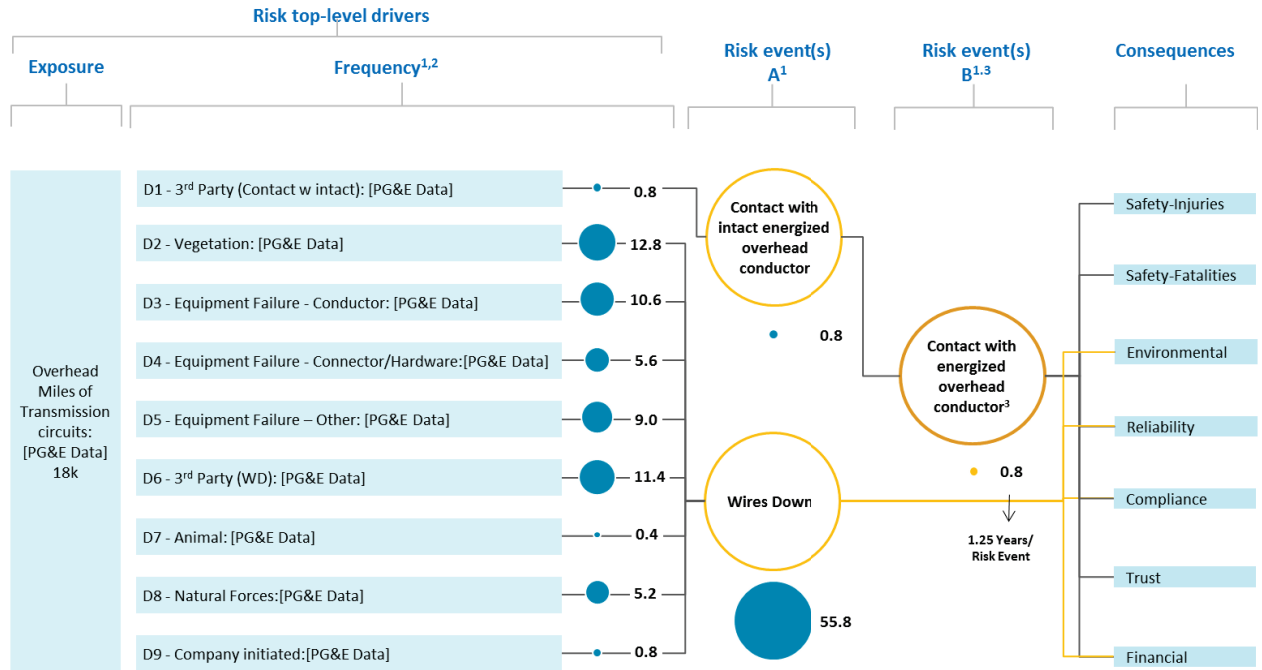 Risk top-level drivers
Exposure
Frequency1,2
Risk event(s)
A1
Risk event(s)
B1.3
Consequences
Overhead
Miles of
Transmission
circuits:
[PG&E Data]
18k
D1 - 3rd Party (Contact w intact): [PG&E Data]
0.8
D2 - Vegetation: [PG&E Data]
12.8
D3 - Equipment Failure - Conductor: [PG&E Data]
10.6
D4 - Equipment Failure - Connector/Hardware:[PG&E Data]
5.6
D5 - Equipment Failure – Other: [PG&E Data]
9.0
D6 - 3rd Party (WD): [PG&E Data]
11.4
D7 - Animal: [PG&E Data]
0.4
D8 - Natural Forces:[PG&E Data]
5.2
D9 - Company initiated:[PG&E Data]
0.8
Contact with
intact energized
overhead
conductor
0.8
Wires Down
55.8
Contact with
energized
overhead
conductor3
0.8
1.25 Years/
Risk Event
Safety-Injuries
Safety-Fatalities
Environmental
Reliability
Compliance
Trust
Financial